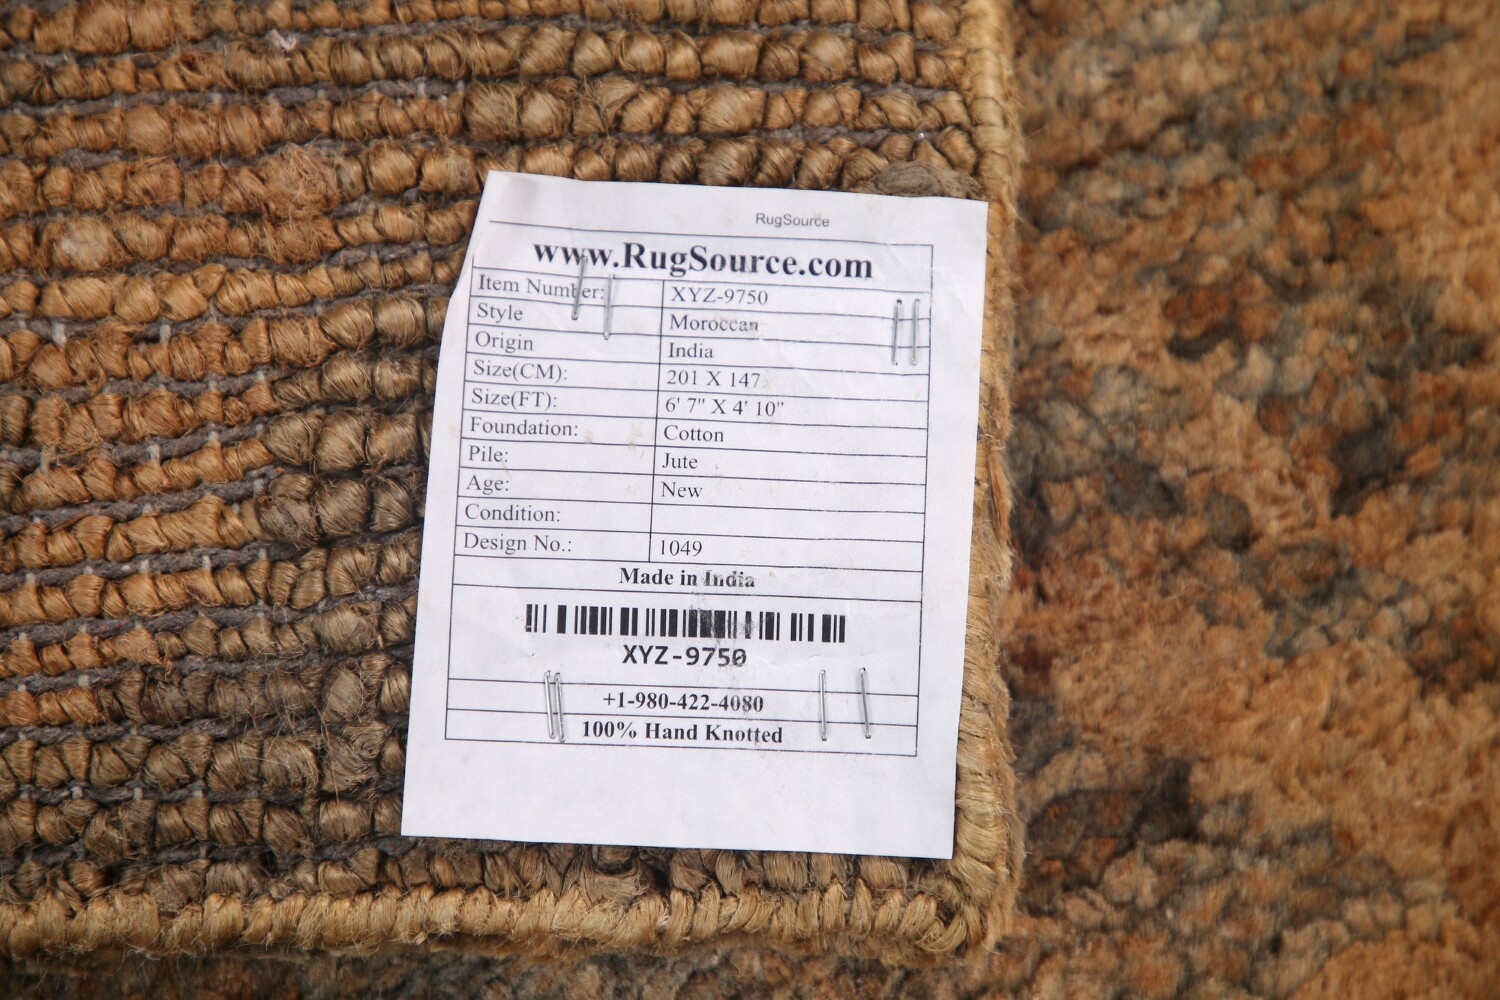 RugSource
www.RugSource.com
Item Number: XYZ-9750
Style Moroccan
Origin India
Size(CM): 201 X 147
Size(FT): 6' 7" X 4' 10"
Foundation: Cotton
Pile: Jute
Age: New
Condition:
Design No.: 1049
Made in India
XYZ-9750
+1-980-422-4080
100% Hand Knotted